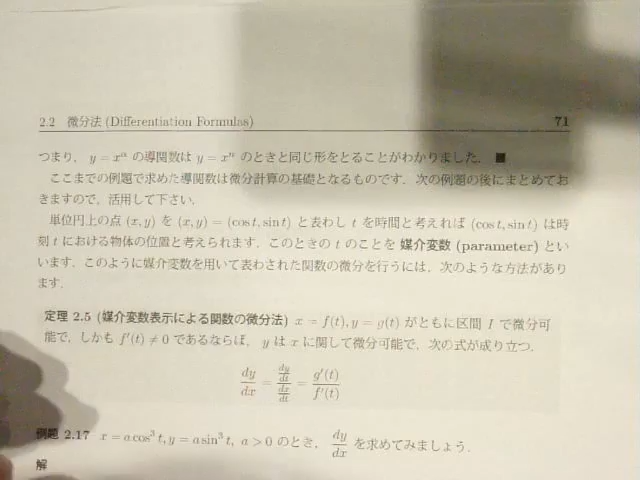 2.2 微分法 (Differentiation Formulas) 71
つまり, y = x^α の導関数は y = x^n のときと同じ形をとることがわかりました. ■
ここまでの例題で求めた導関数は微分計算の基礎となるものです. 次の例題の後にまとめてお
きますので, 活用して下さい.
単位円上の点 (x, y) を (x, y) = (cos t, sin t) と表わし t を時間と考えれば (cos t, sin t) は時
刻 t における物体の位置と考えられます. このときの t のことを 媒介変数 (parameter) とい
います. このように媒介変数を用いて表わされた関数の微分を行うには, 次のような方法があり
ます.
定理 2.5 (媒介変数表示による関数の微分法) x = f(t), y = g(t) がともに区間 I で微分可
能で, しかも f′(t) ≠ 0 であるならば, y は x に関して微分可能で, 次の式が成り立つ.
dy/dx = (dy/dt)/(dx/dt) = g′(t)/f′(t)
例題 2.17 x = a cos³ t, y = a sin³ t, a > 0 のとき, dy/dx を求めてみましょう.
解